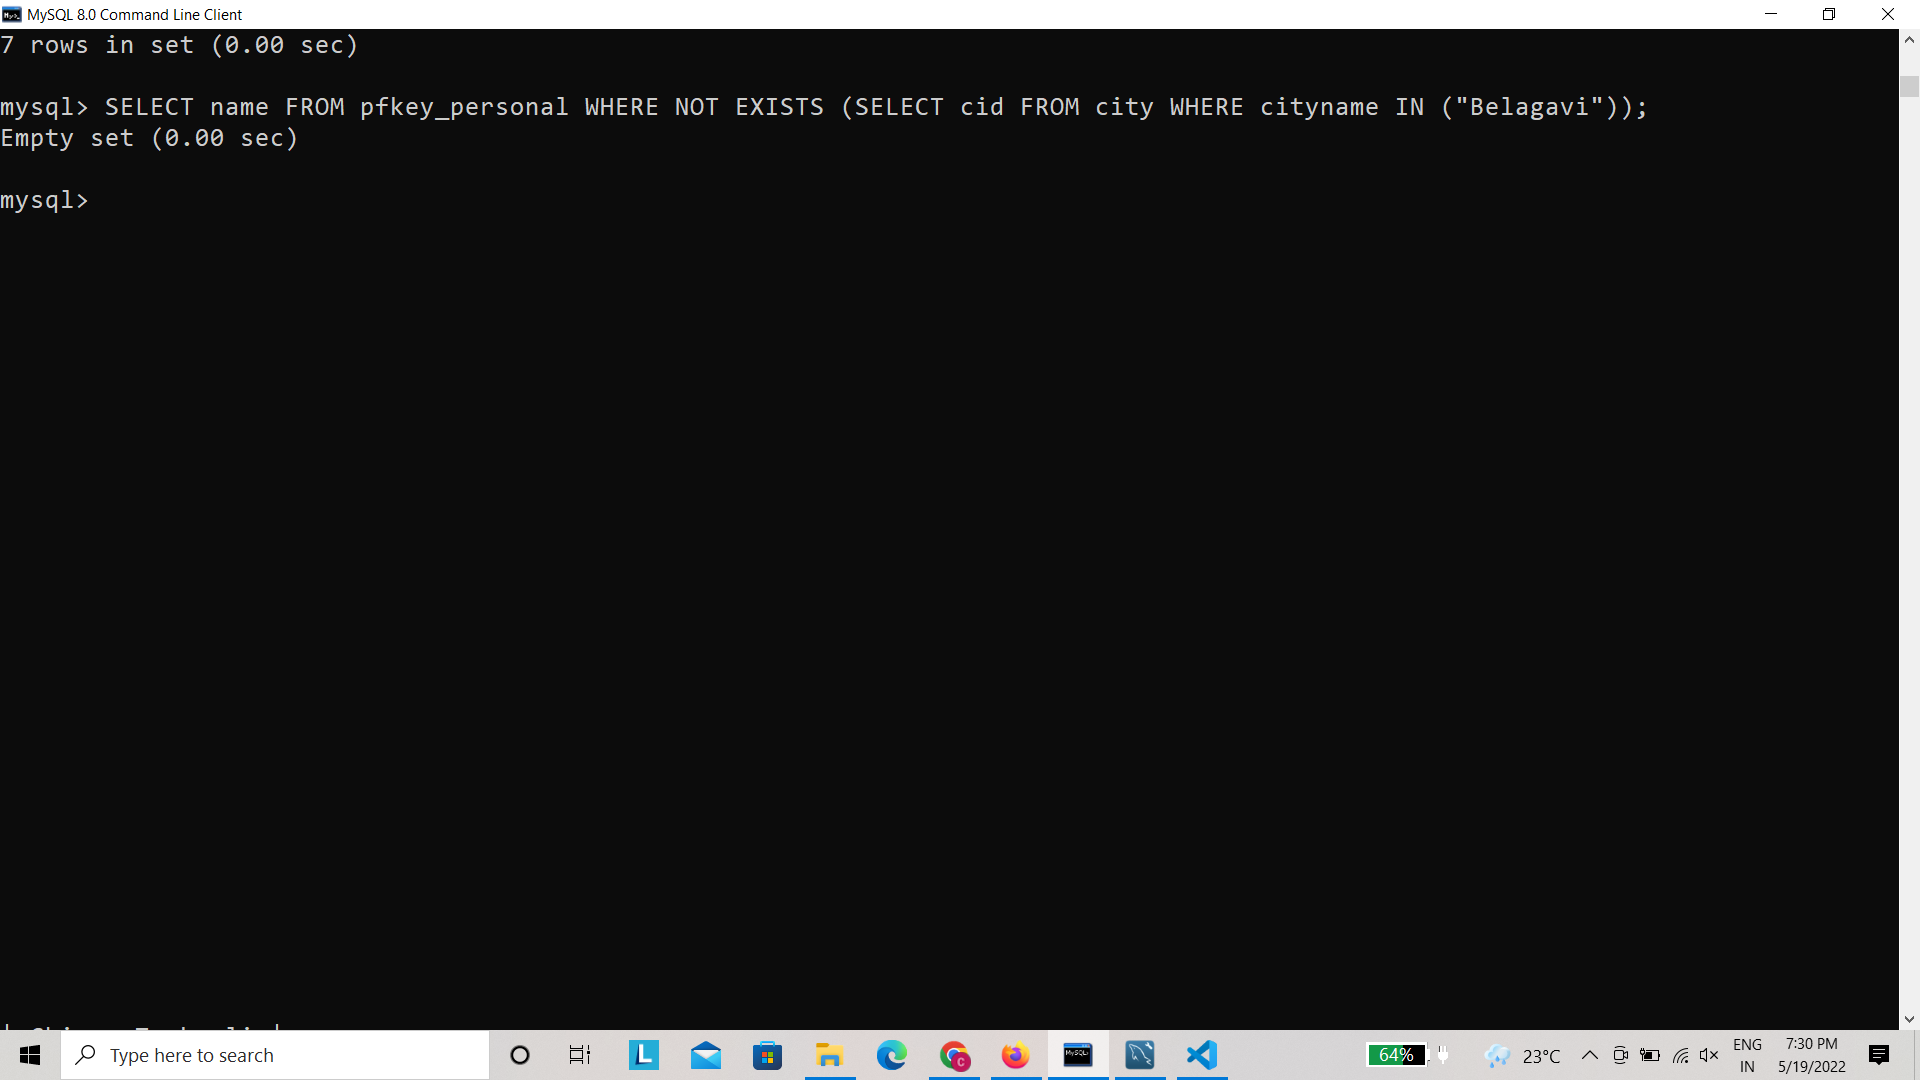 MySQL 8.0 Command Line Client
7 rows in set (0.00 sec)
mysql> SELECT name FROM pfkey_personal WHERE NOT EXISTS (SELECT cid FROM city WHERE cityname IN ("Belagavi"));
Empty set (0.00 sec)
mysql>
Type here to search
64%
23°C
ENG
IN
7:30 PM
5/19/2022